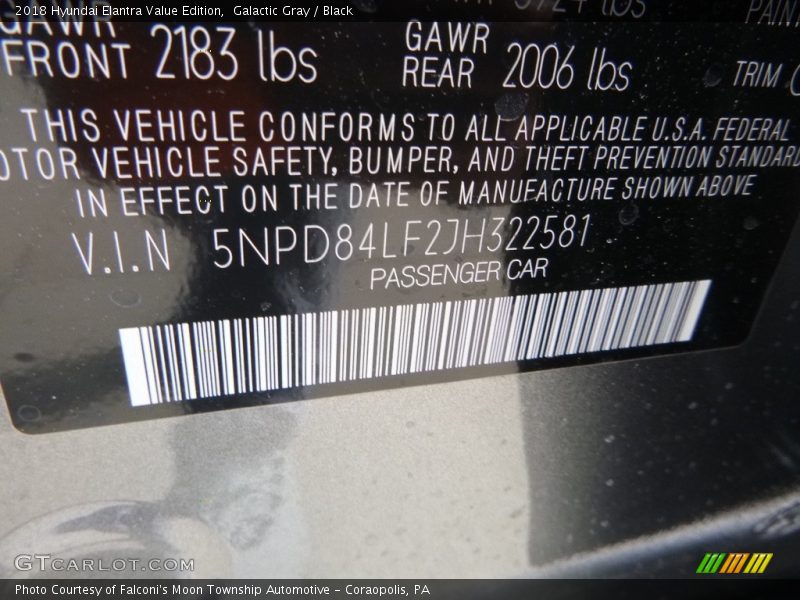 2018 Hyundai Elantra Value Edition, Galactic Gray / Black
GAWR FRONT 2183 lbs
GAWR REAR 2006 lbs
TRIM
THIS VEHICLE CONFORMS TO ALL APPLICABLE U.S.A. FEDERAL
OTOR VEHICLE SAFETY, BUMPER, AND THEFT PREVENTION STANDARD
IN EFFECT ON THE DATE OF MANUFACTURE SHOWN ABOVE
V.I.N 5NPD84LF2JH322581
PASSENGER CAR
GTCARLOT.COM
Photo Courtesy of Falconi's Moon Township Automotive - Coraopolis, PA